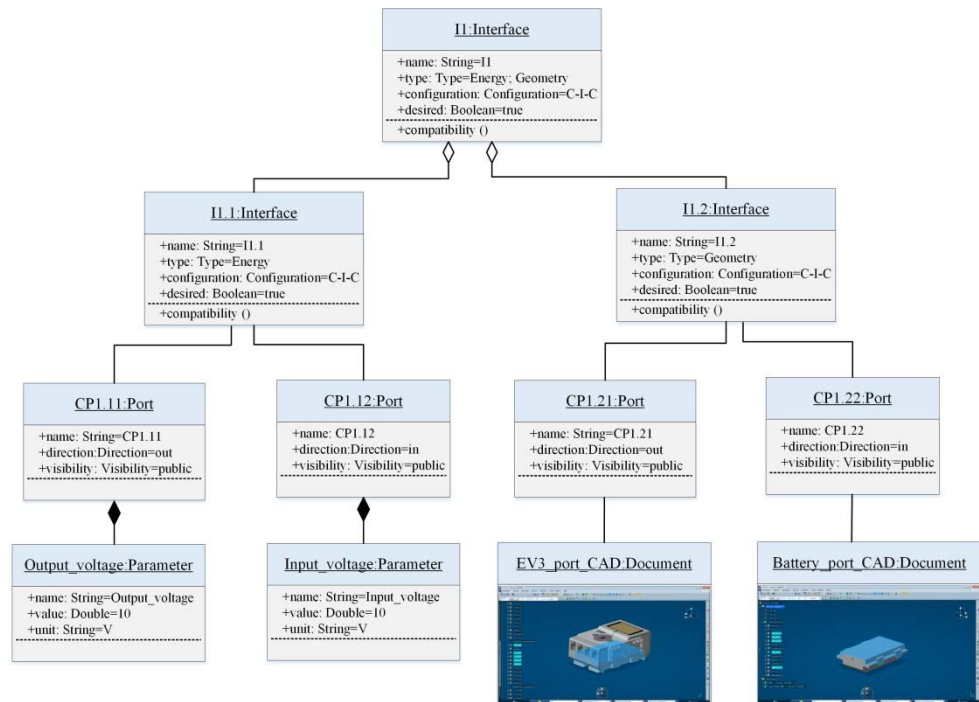 I1:Interface
+name: String=I1
+type: Type=Energy; Geometry
+configuration: Configuration=C-I-C
+desired: Boolean=true
+compatibility ()
I1.1:Interface
+name: String=I1.1
+type: Type=Energy
+configuration: Configuration=C-I-C
+desired: Boolean=true
+compatibility ()
I1.2:Interface
+name: String=I1.2
+type: Type=Geometry
+configuration: Configuration=C-I-C
+desired: Boolean=true
+compatibility ()
CP1.11:Port
+name: String=CP1.11
+direction:Direction=out
+visibility: Visibility=public
CP1.12:Port
+name: CP1.12
+direction:Direction=in
+visibility: Visibility=public
CP1.21:Port
+name: String=CP1.21
+direction:Direction=out
+visibility: Visibility=public
CP1.22:Port
+name: CP1.22
+direction:Direction=in
+visibility: Visibility=public
Output_voltage:Parameter
+name: String=Output_voltage
+value: Double=10
+unit: String=V
Input_voltage:Parameter
+name: String=Input_voltage
+value: Double=10
+unit: String=V
EV3_port_CAD:Document
Battery_port_CAD:Document